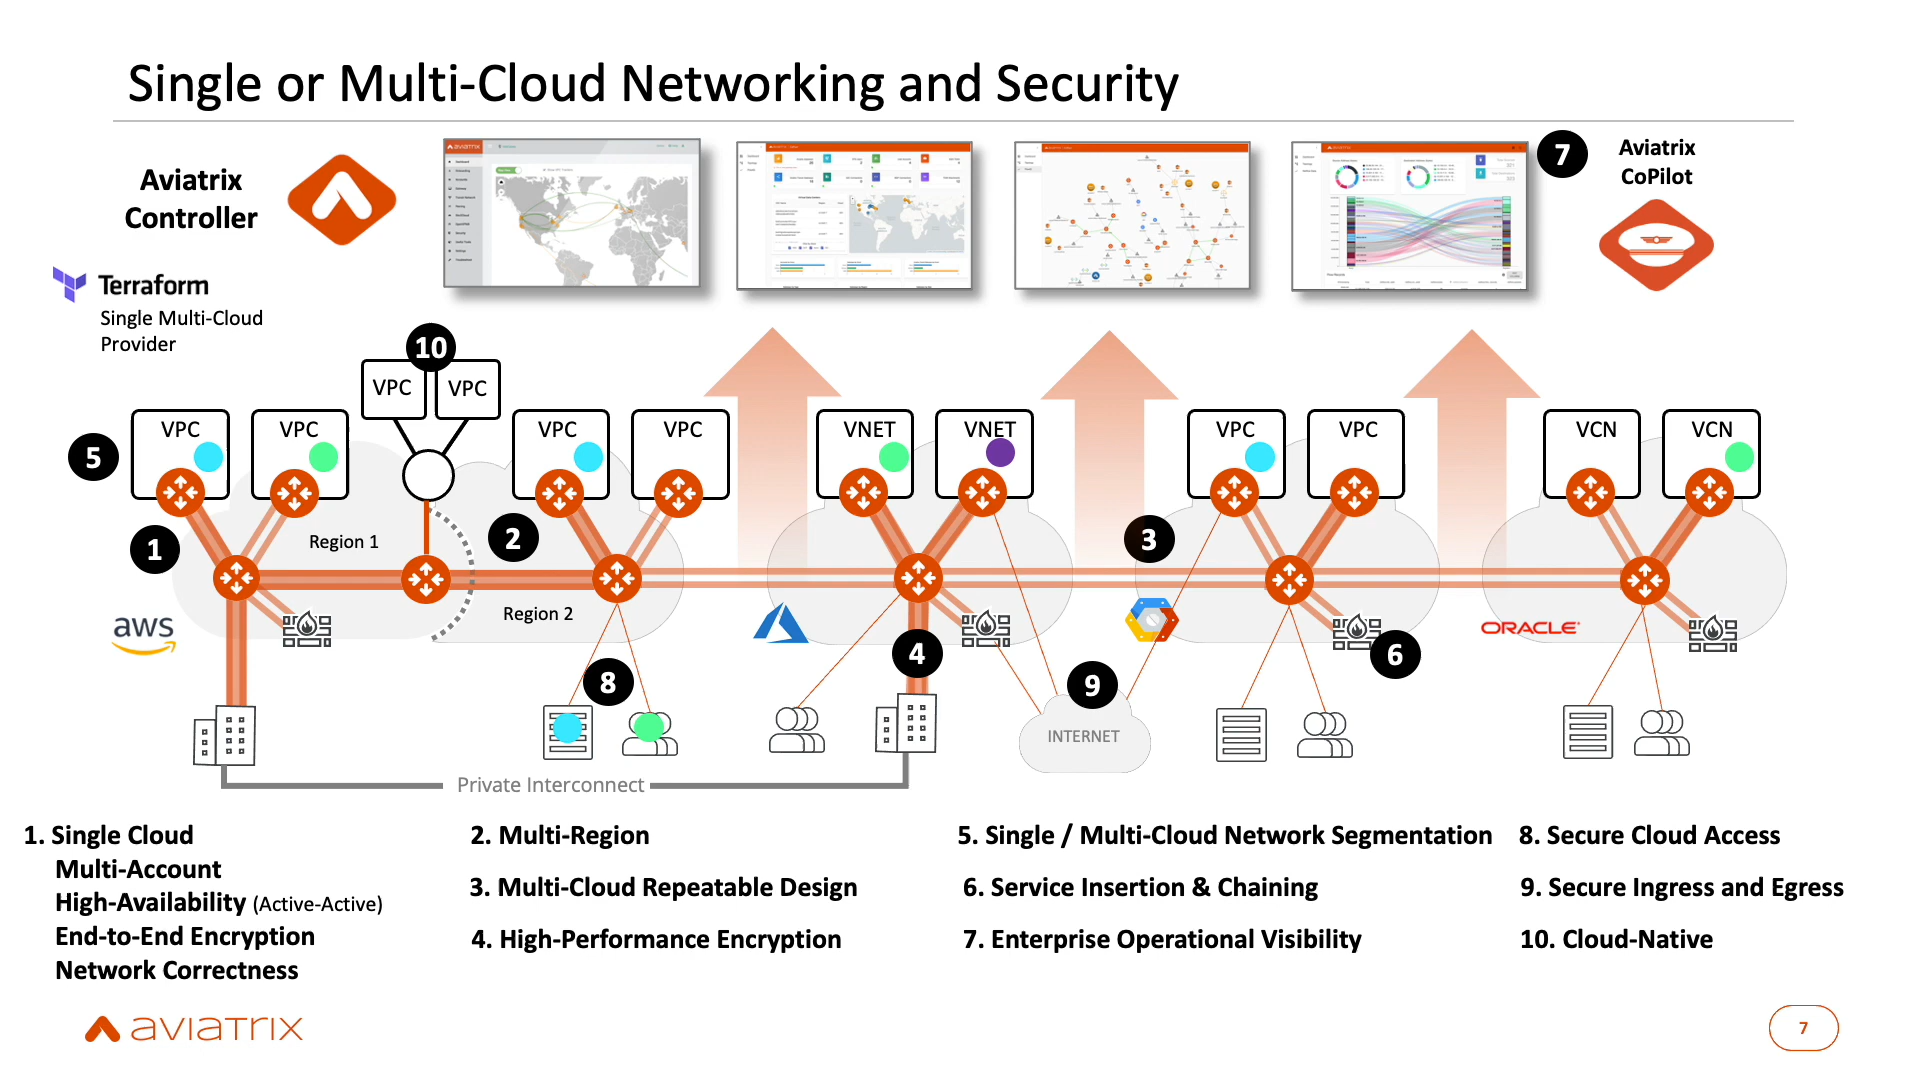 Single or Multi-Cloud Networking and Security
Aviatrix
Controller
Terraform
Single Multi-Cloud
Provider
AVIATRIX
7
Aviatrix
CoPilot
10
VPC
VPC
5
VPC
VPC
VPC
VPC
VNET
VNET
VPC
VPC
VCN
VCN
1
Region 1
2
3
Region 2
aws
ORACLE
4
6
8
9
INTERNET
Private Interconnect
1. Single Cloud
Multi-Account
High-Availability (Active-Active)
End-to-End Encryption
Network Correctness
2. Multi-Region
3. Multi-Cloud Repeatable Design
4. High-Performance Encryption
5. Single / Multi-Cloud Network Segmentation
6. Service Insertion & Chaining
7. Enterprise Operational Visibility
8. Secure Cloud Access
9. Secure Ingress and Egress
10. Cloud-Native
aviatrix
7